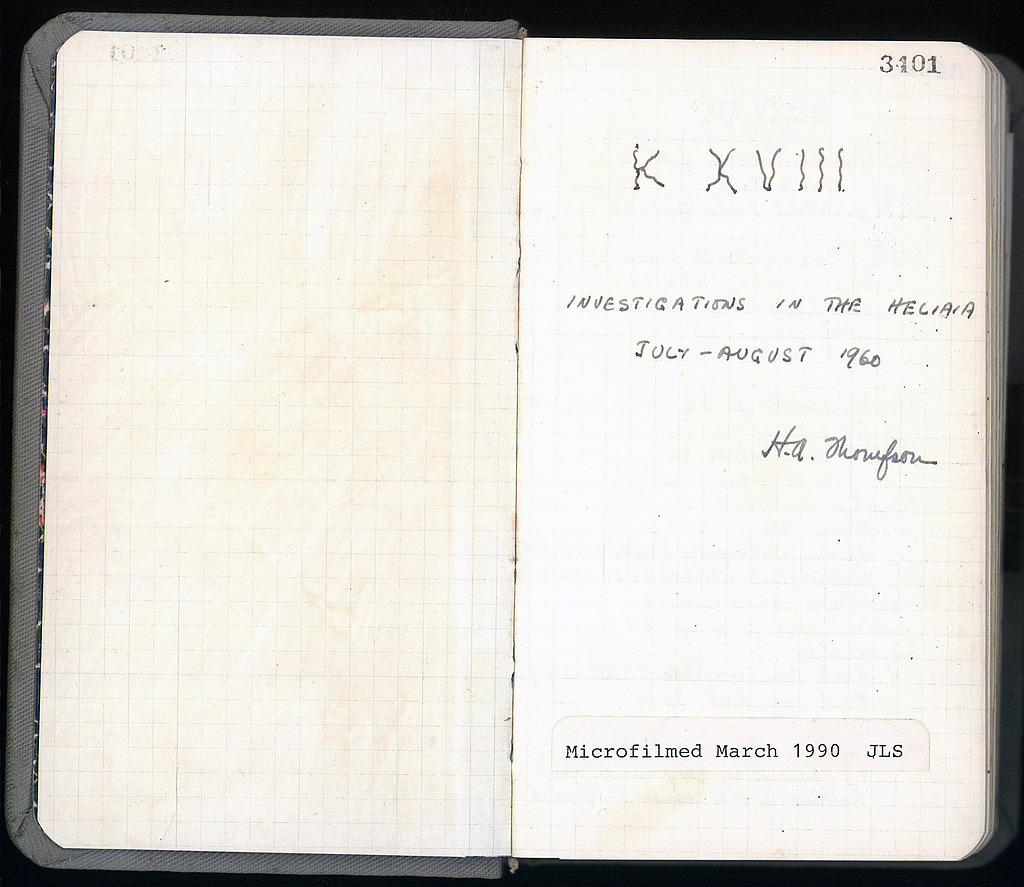 3401
K XVIII
INVESTIGATIONS IN THE HELIAIA
JULY - AUGUST 1960
H.A. Thompson
Microfilmed March 1990 JLS